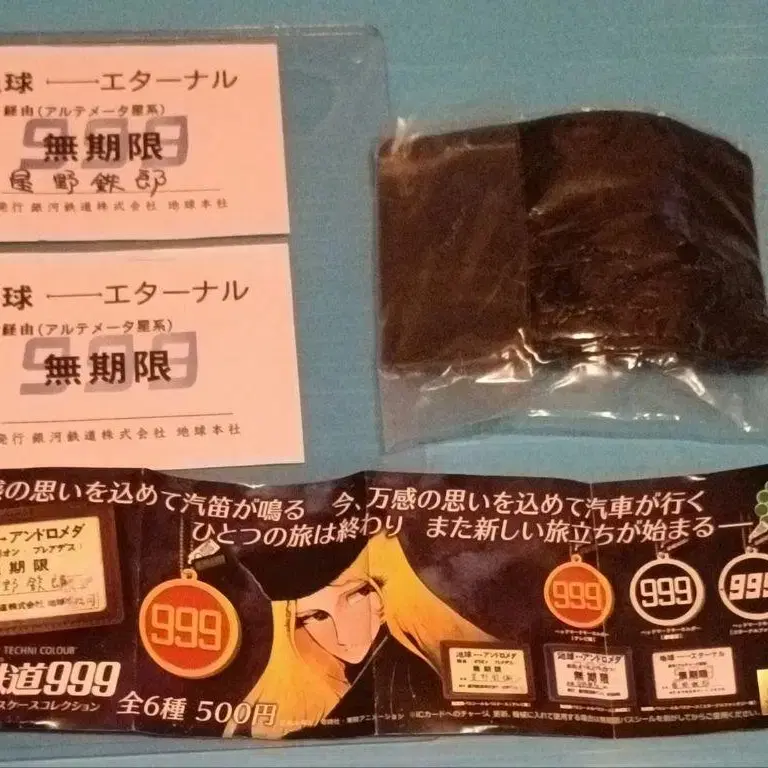 球 ──エターナル
経由(アルテメータ星系)
999
無期限
星野鉄郎
発行 銀河鉄道株式会社 地球本社
球 ──エターナル
経由(アルテメータ星系)
999
無期限
発行 銀河鉄道株式会社 地球本社
感の思いを込めて汽笛が鳴る 今、万感の思いを込めて汽車が行く
ひとつの旅は終わり また新しい旅立ちが始まる──
アンドロメダ
プレアデス
期限
野鉄郎
999
999
999
999
地球──アンドロメダ
無期限
地球──アンドロメダ
無期限
地球──エターナル
無期限
TECHNI COLOUR
鉄道999
スケースコレクション
全6種 500円